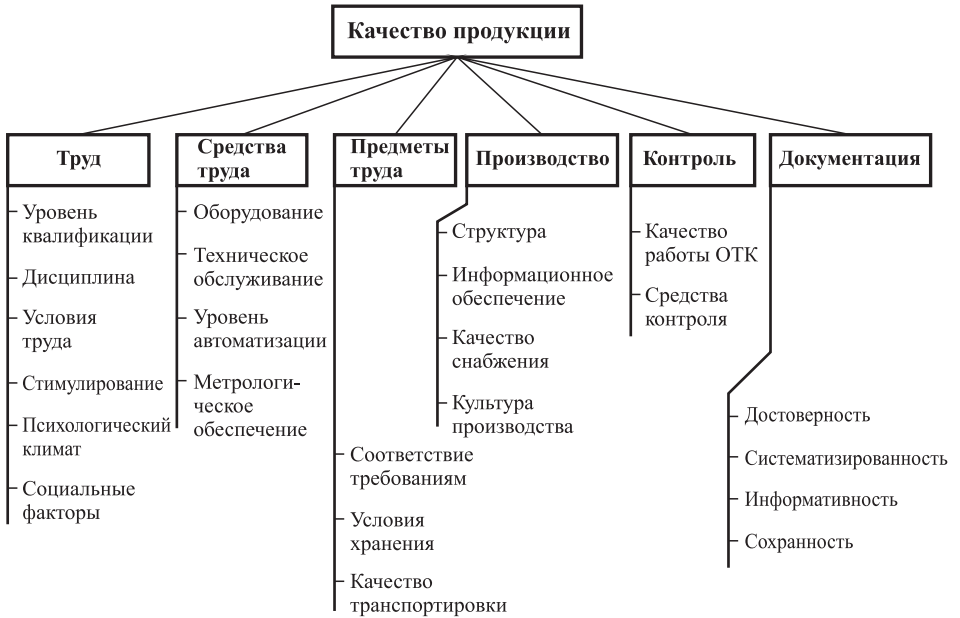 Качество продукции
Труд
Уровень
квалификации
Дисциплина
Условия
труда
Стимулирование
Психологический
климат
Социальные
факторы
Средства
труда
Оборудование
Техническое
обслуживание
Уровень
автоматизации
Метрологи-
ческое
обеспечение
Предметы
труда
Соответствие
требованиям
Условия
хранения
Качество
транспортировки
Производство
Структура
Информационное
обеспечение
Качество
снабжения
Культура
производства
Контроль
Качество
работы ОТК
Средства
контроля
Документация
Достоверность
Систематизированность
Информативность
Сохранность